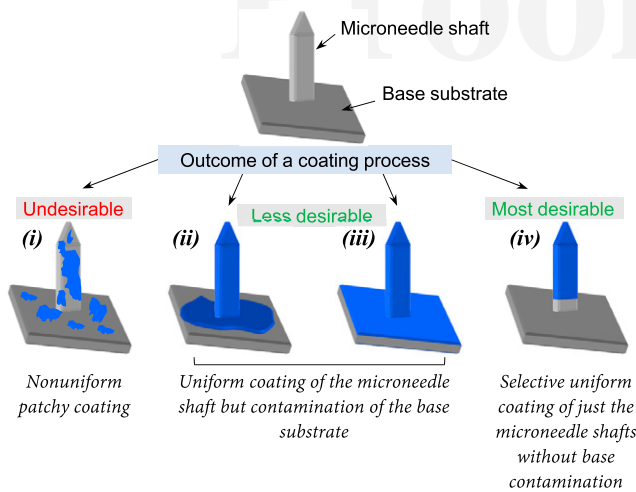 Microneedle shaft
Base substrate
Outcome of a coating process
Undesirable
Less desirable
Most desirable
(i)
(ii)
(iii)
(iv)
Nonuniform
patchy coating
Uniform coating of the microneedle
shaft but contamination of the base
substrate
Selective uniform
coating of just the
microneedle shafts
without base
contamination